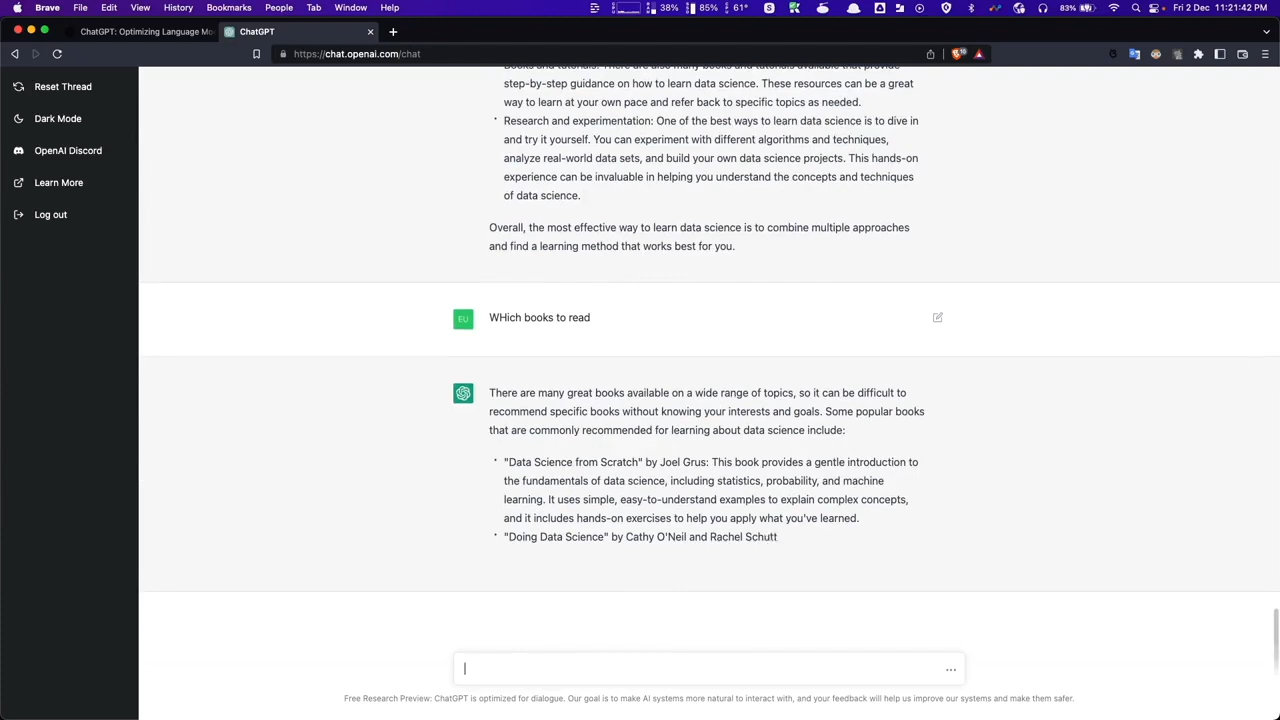 Brave File Edit View History Bookmarks People Tab Window Help 38% 85% 61° 83% Fri 2 Dec 11:21:42
ChatGPT: Optimizing Language Mo
ChatGPT
https://chat.openai.com/chat
Reset Thread
Dark Mode
OpenAI Discord
Learn More
Log out
Books and tutorials: There are also many books and tutorials available that provide
step-by-step guidance on how to learn data science. These resources can be a great
way to learn at your own pace and refer back to specific topics as needed.
Research and experimentation: One of the best ways to learn data science is to dive in
and try it yourself. You can experiment with different algorithms and techniques,
analyze real-world data sets, and build your own data science projects. This hands-on
experience can be invaluable in helping you understand the concepts and techniques
of data science.
Overall, the most effective way to learn data science is to combine multiple approaches
and find a learning method that works best for you.
EU
WHich books to read
There are many great books available on a wide range of topics, so it can be difficult to
recommend specific books without knowing your interests and goals. Some popular books
that are commonly recommended for learning about data science include:
"Data Science from Scratch" by Joel Grus: This book provides a gentle introduction to
the fundamentals of data science, including statistics, probability, and machine
learning. It uses simple, easy-to-understand examples to explain complex concepts,
and it includes hands-on exercises to help you apply what you've learned.
"Doing Data Science" by Cathy O'Neil and Rachel Schutt
Free Research Preview: ChatGPT is optimized for dialogue. Our goal is to make AI systems more natural to interact with, and your feedback will help us improve our systems and make them safer.